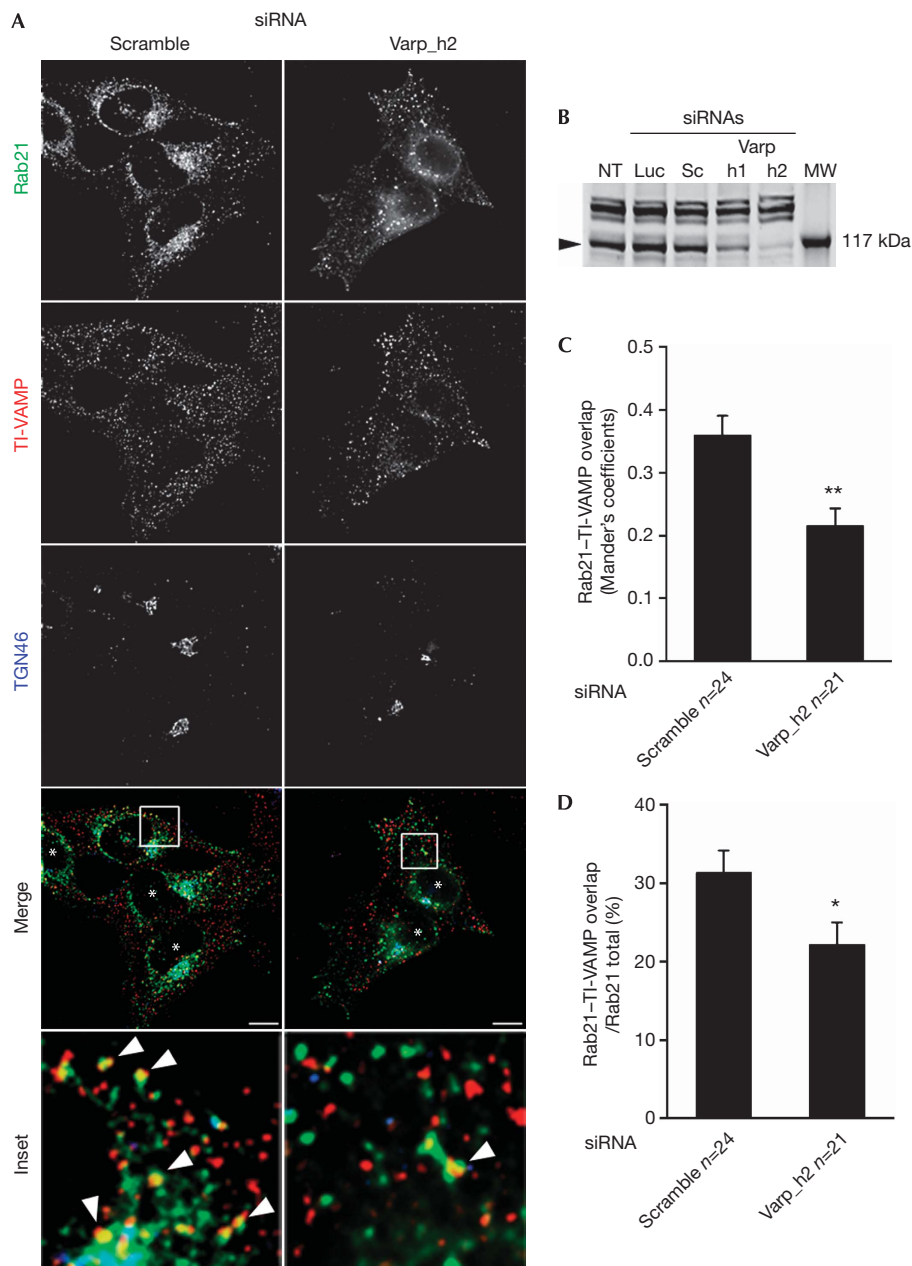 A
siRNA
Scramble
Varp_h2
Rab21
TI-VAMP
TGN46
Merge
*
*
*
*
*
Inset
B
siRNAs
Varp
NT Luc Sc h1 h2 MW
117 kDa
C
Rab21–TI-VAMP overlap
(Mander's coefficients)
0.5
0.4
0.3
0.2
0.1
0.0
**
siRNA
Scramble n=24
Varp_h2 n=21
D
Rab21–TI-VAMP overlap
/Rab21 total (%)
40
30
20
10
0
*
siRNA
Scramble n=24
Varp_h2 n=21